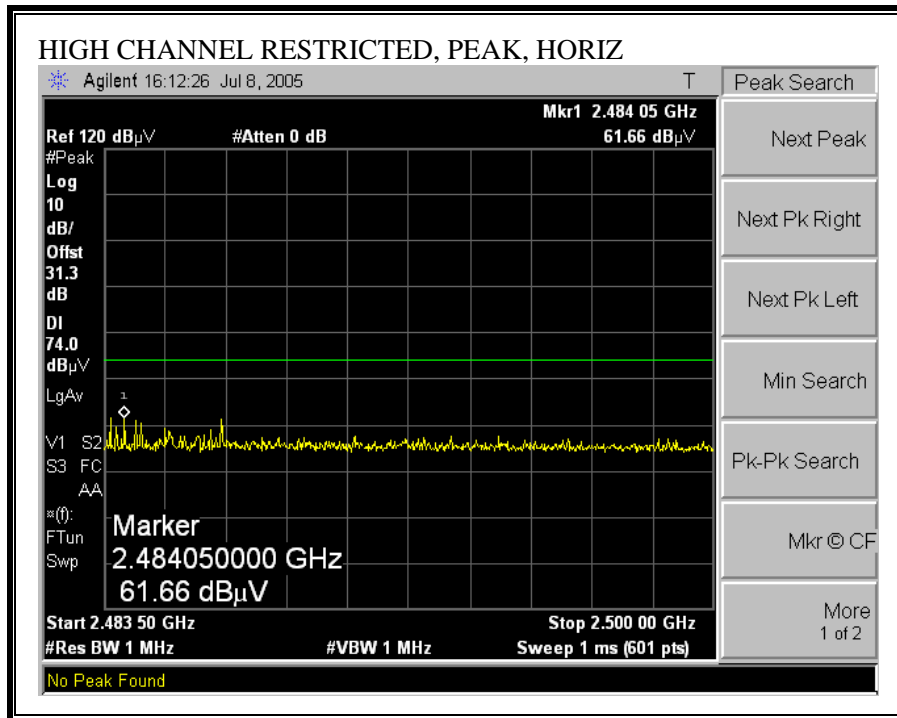 HIGH CHANNEL RESTRICTED, PEAK, HORIZ
Agilent 16:12:26 Jul 8, 2005 T
Peak Search
Mkr1 2.484 05 GHz
Ref 120 dBμV #Atten 0 dB 61.66 dBμV
#Peak
Log
10
dB/
Offst
31.3
dB
DI
74.0
dBμV
LgAv
1
V1 S2
S3 FC
AA
¤(f):
FTun
Swp
Marker
2.484050000 GHz
61.66 dBμV
Start 2.483 50 GHz Stop 2.500 00 GHz
#Res BW 1 MHz #VBW 1 MHz Sweep 1 ms (601 pts)
No Peak Found
Next Peak
Next Pk Right
Next Pk Left
Min Search
Pk-Pk Search
Mkr © CF
More
1 of 2